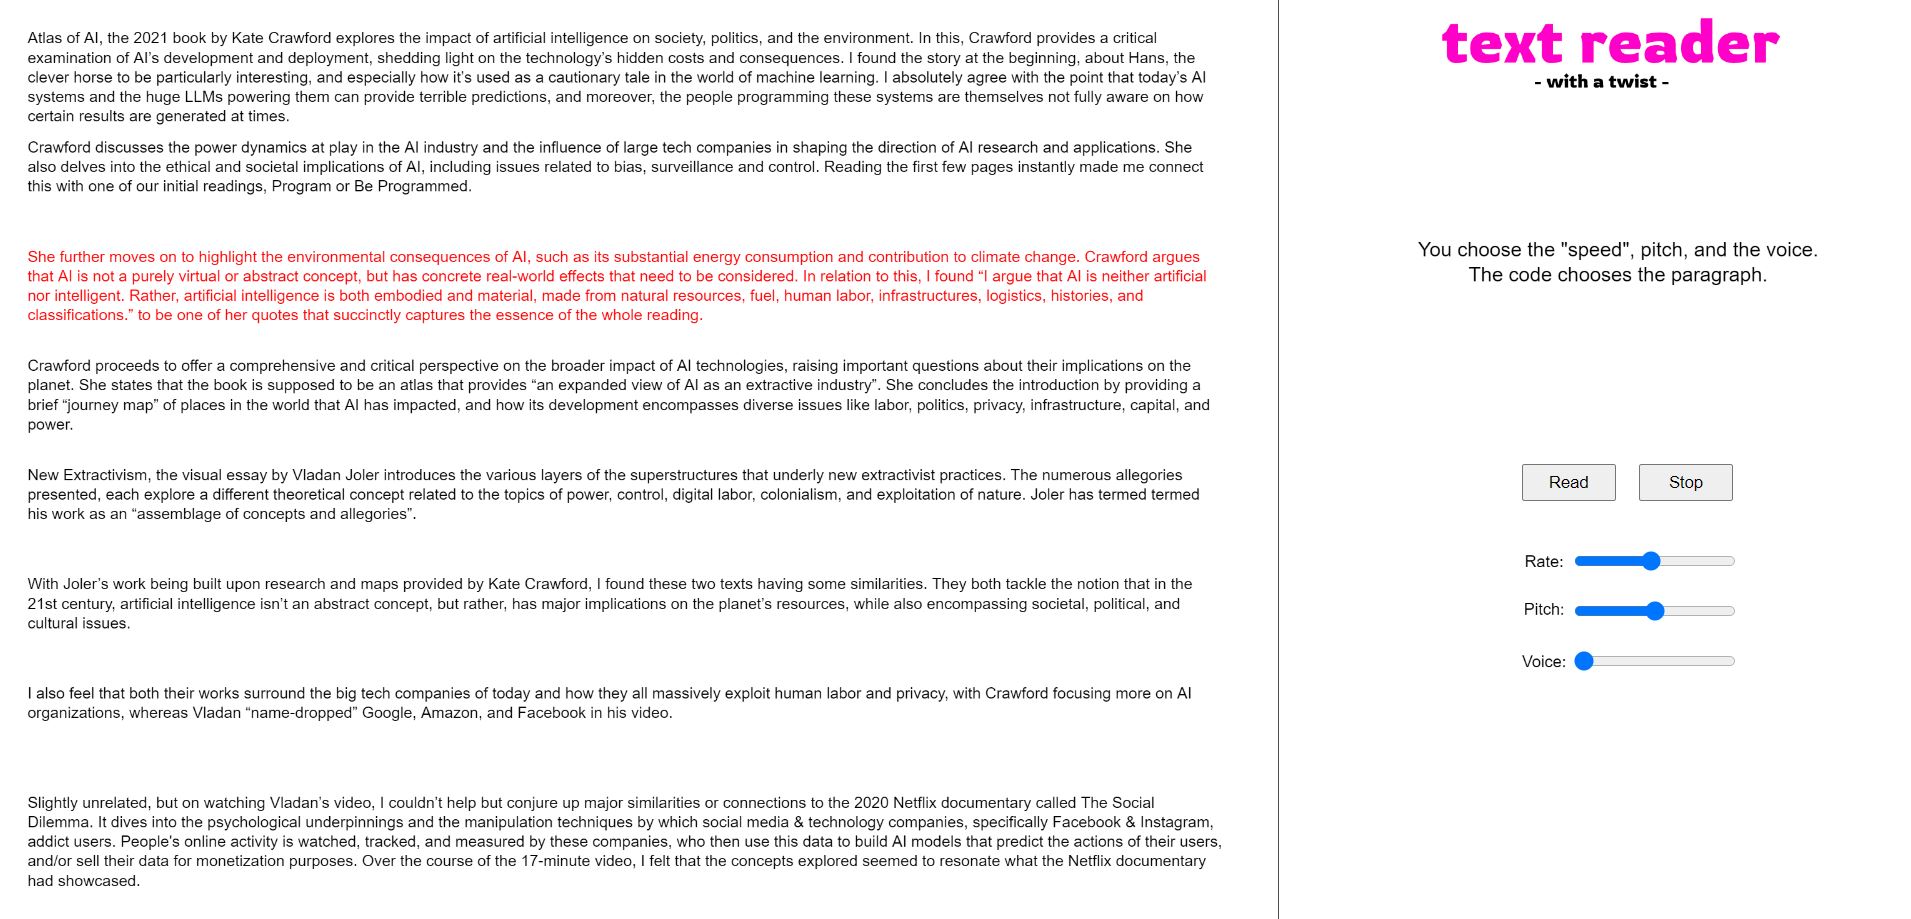 Atlas of AI, the 2021 book by Kate Crawford explores the impact of artificial intelligence on society, politics, and the environment. In this, Crawford provides a critical
examination of AI's development and deployment, shedding light on the technology's hidden costs and consequences. I found the story at the beginning, about Hans, the
clever horse to be particularly interesting, and especially how it's used as a cautionary tale in the world of machine learning. I absolutely agree with the point that today's AI
systems and the huge LLMs powering them can provide terrible predictions, and moreover, the people programming these systems are themselves not fully aware on how
certain results are generated at times.
Crawford discusses the power dynamics at play in the AI industry and the influence of large tech companies in shaping the direction of AI research and applications. She
also delves into the ethical and societal implications of AI, including issues related to bias, surveillance and control. Reading the first few pages instantly made me connect
this with one of our initial readings, Program or Be Programmed.
She further moves on to highlight the environmental consequences of AI, such as its substantial energy consumption and contribution to climate change. Crawford argues
that AI is not a purely virtual or abstract concept, but has concrete real-world effects that need to be considered. In relation to this, I found “I argue that AI is neither artificial
nor intelligent. Rather, artificial intelligence is both embodied and material, made from natural resources, fuel, human labor, infrastructures, logistics, histories, and
classifications.” to be one of her quotes that succinctly captures the essence of the whole reading.
Crawford proceeds to offer a comprehensive and critical perspective on the broader impact of AI technologies, raising important questions about their implications on the
planet. She states that the book is supposed to be an atlas that provides “an expanded view of AI as an extractive industry”. She concludes the introduction by providing a
brief “journey map” of places in the world that AI has impacted, and how its development encompasses diverse issues like labor, politics, privacy, infrastructure, capital, and
power.
New Extractivism, the visual essay by Vladan Joler introduces the various layers of the superstructures that underly new extractivist practices. The numerous allegories
presented, each explore a different theoretical concept related to the topics of power, control, digital labor, colonialism, and exploitation of nature. Joler has termed termed
his work as an “assemblage of concepts and allegories”.
With Joler’s work being built upon research and maps provided by Kate Crawford, I found these two texts having some similarities. They both tackle the notion that in the
21st century, artificial intelligence isn’t an abstract concept, but rather, has major implications on the planet’s resources, while also encompassing societal, political, and
cultural issues.
I also feel that both their works surround the big tech companies of today and how they all massively exploit human labor and privacy, with Crawford focusing more on AI
organizations, whereas Vladan “name-dropped” Google, Amazon, and Facebook in his video.
Slightly unrelated, but on watching Vladan’s video, I couldn’t help but conjure up major similarities or connections to the 2020 Netflix documentary called The Social
Dilemma. It dives into the psychological underpinnings and the manipulation techniques by which social media & technology companies, specifically Facebook & Instagram,
addict users. People's online activity is watched, tracked, and measured by these companies, who then use this data to build AI models that predict the actions of their users,
and/or sell their data for monetization purposes. Over the course of the 17-minute video, I felt that the concepts explored seemed to resonate what the Netflix documentary
had showcased.
text reader
- with a twist -
You choose the "speed", pitch, and the voice.
The code chooses the paragraph.
Read
Stop
Rate:
Pitch:
Voice: